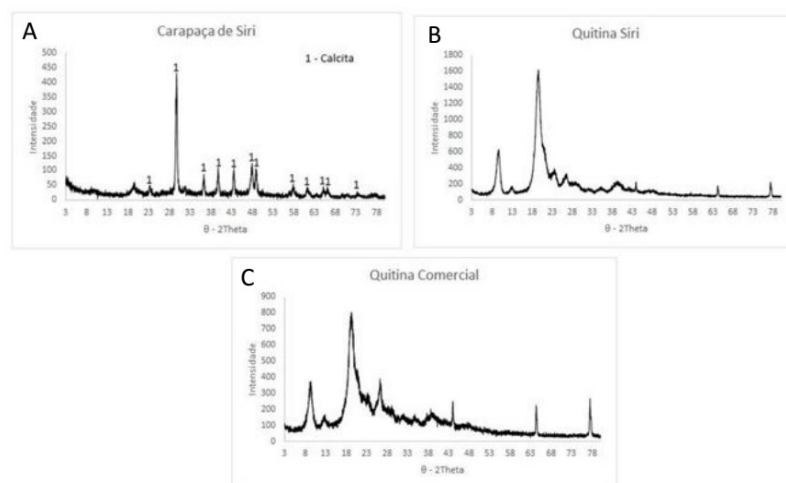 A
Carapaça de Siri
500
450
400
350
300
250
200
150
100
50
0
Intensidade
1 - Calcita
1
1
1
1
1
1
1
1
1
1
1
1
3 8 13 18 23 28 33 38 43 48 53 58 63 68 73 78
θ - 2Theta
B
Quitina Siri
1800
1600
1400
1200
1000
800
600
400
200
0
Intensidade
3 8 13 18 23 28 33 38 43 48 53 58 63 68 73 78
θ - 2Theta
C
Quitina Comercial
900
800
700
600
500
400
300
200
100
0
Intensidade
3 8 13 18 23 28 33 38 43 48 53 58 63 68 73 78
θ - 2Theta